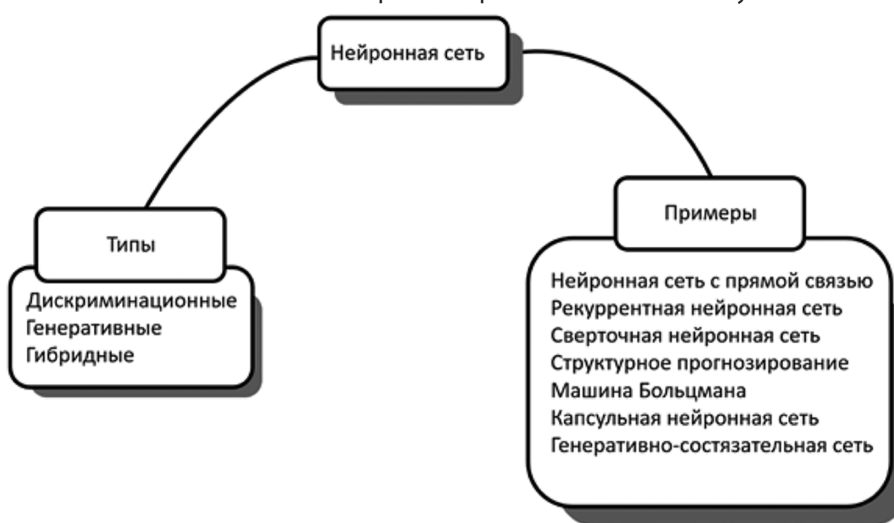 Нейронная сеть
Типы
Дискриминационные
Генеративные
Гибридные
Примеры
Нейронная сеть с прямой связью
Рекуррентная нейронная сеть
Сверточная нейронная сеть
Структурное прогнозирование
Машина Больцмана
Капсульная нейронная сеть
Генеративно-состязательная сеть